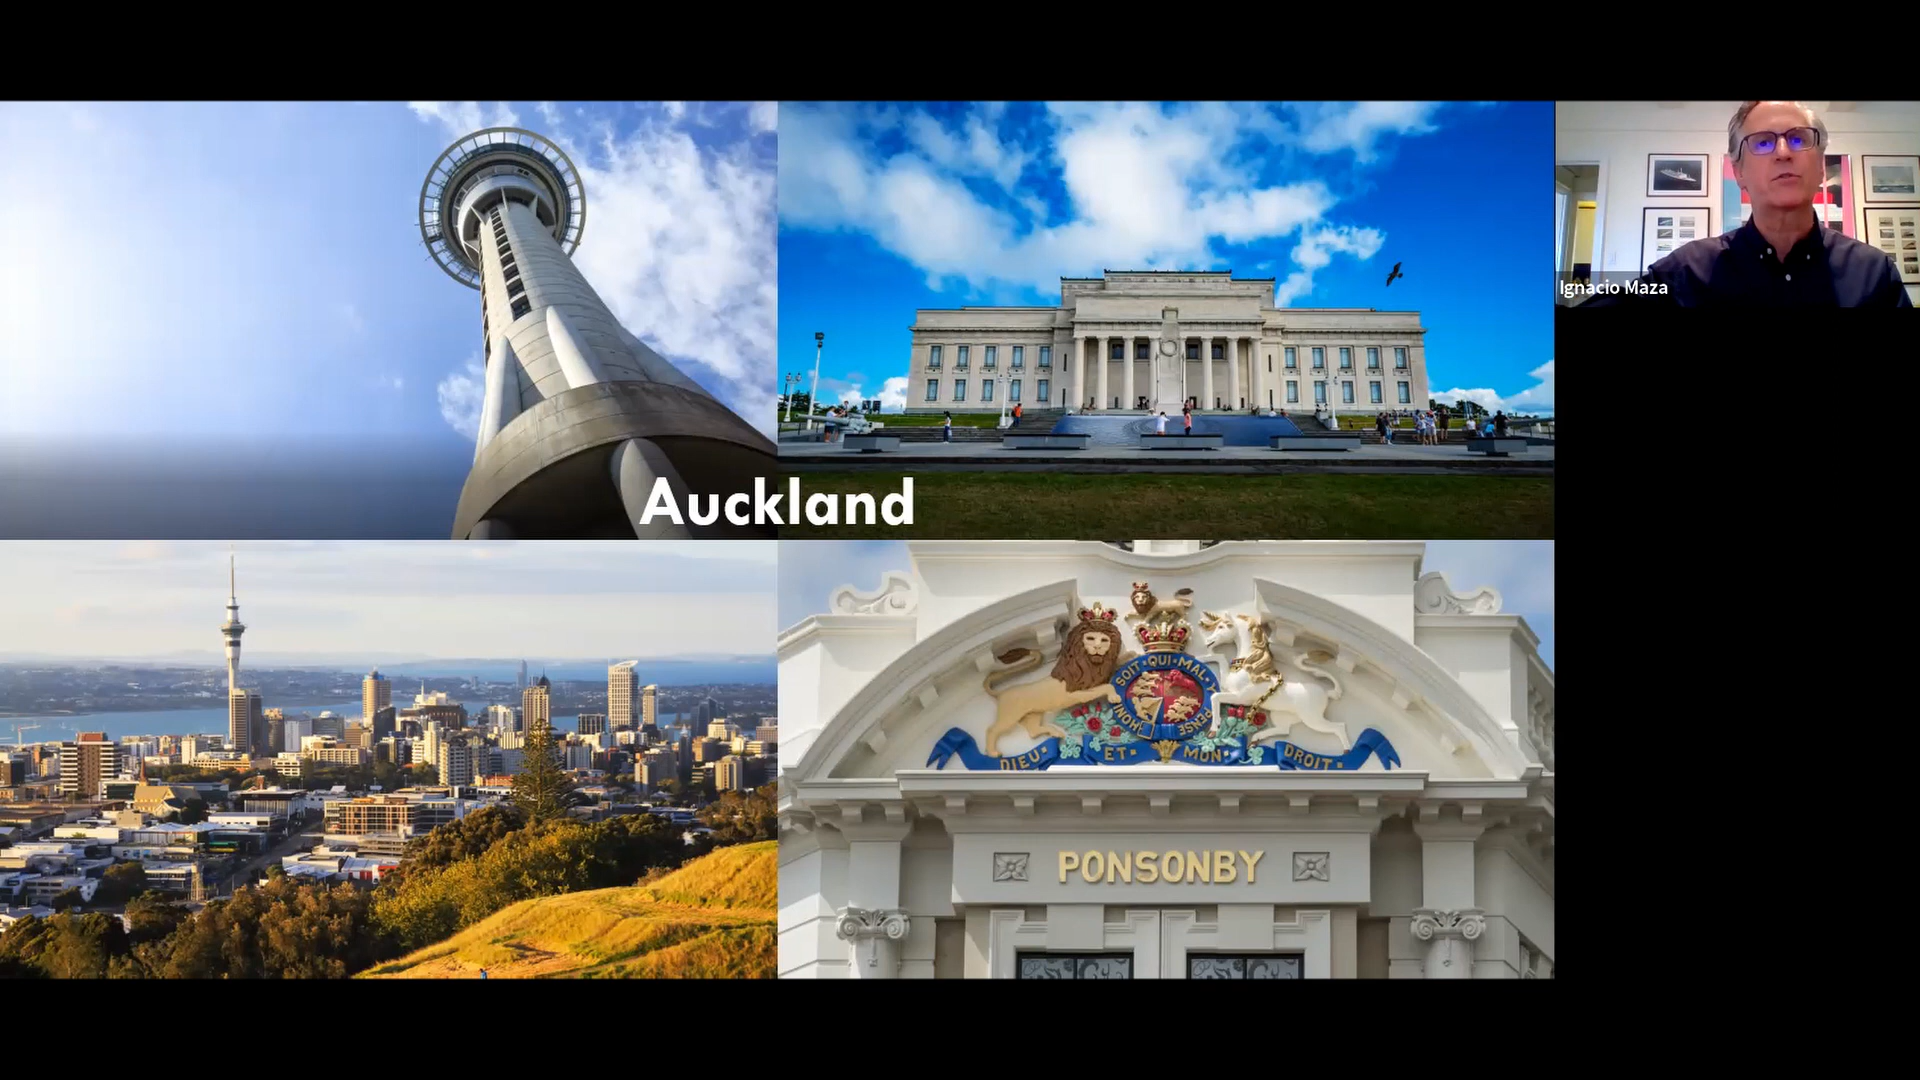 Auckland
Ignacio Maza
HONI SOIT QUI MAL Y PENSE
DIEU ET MON DROIT
PONSONBY